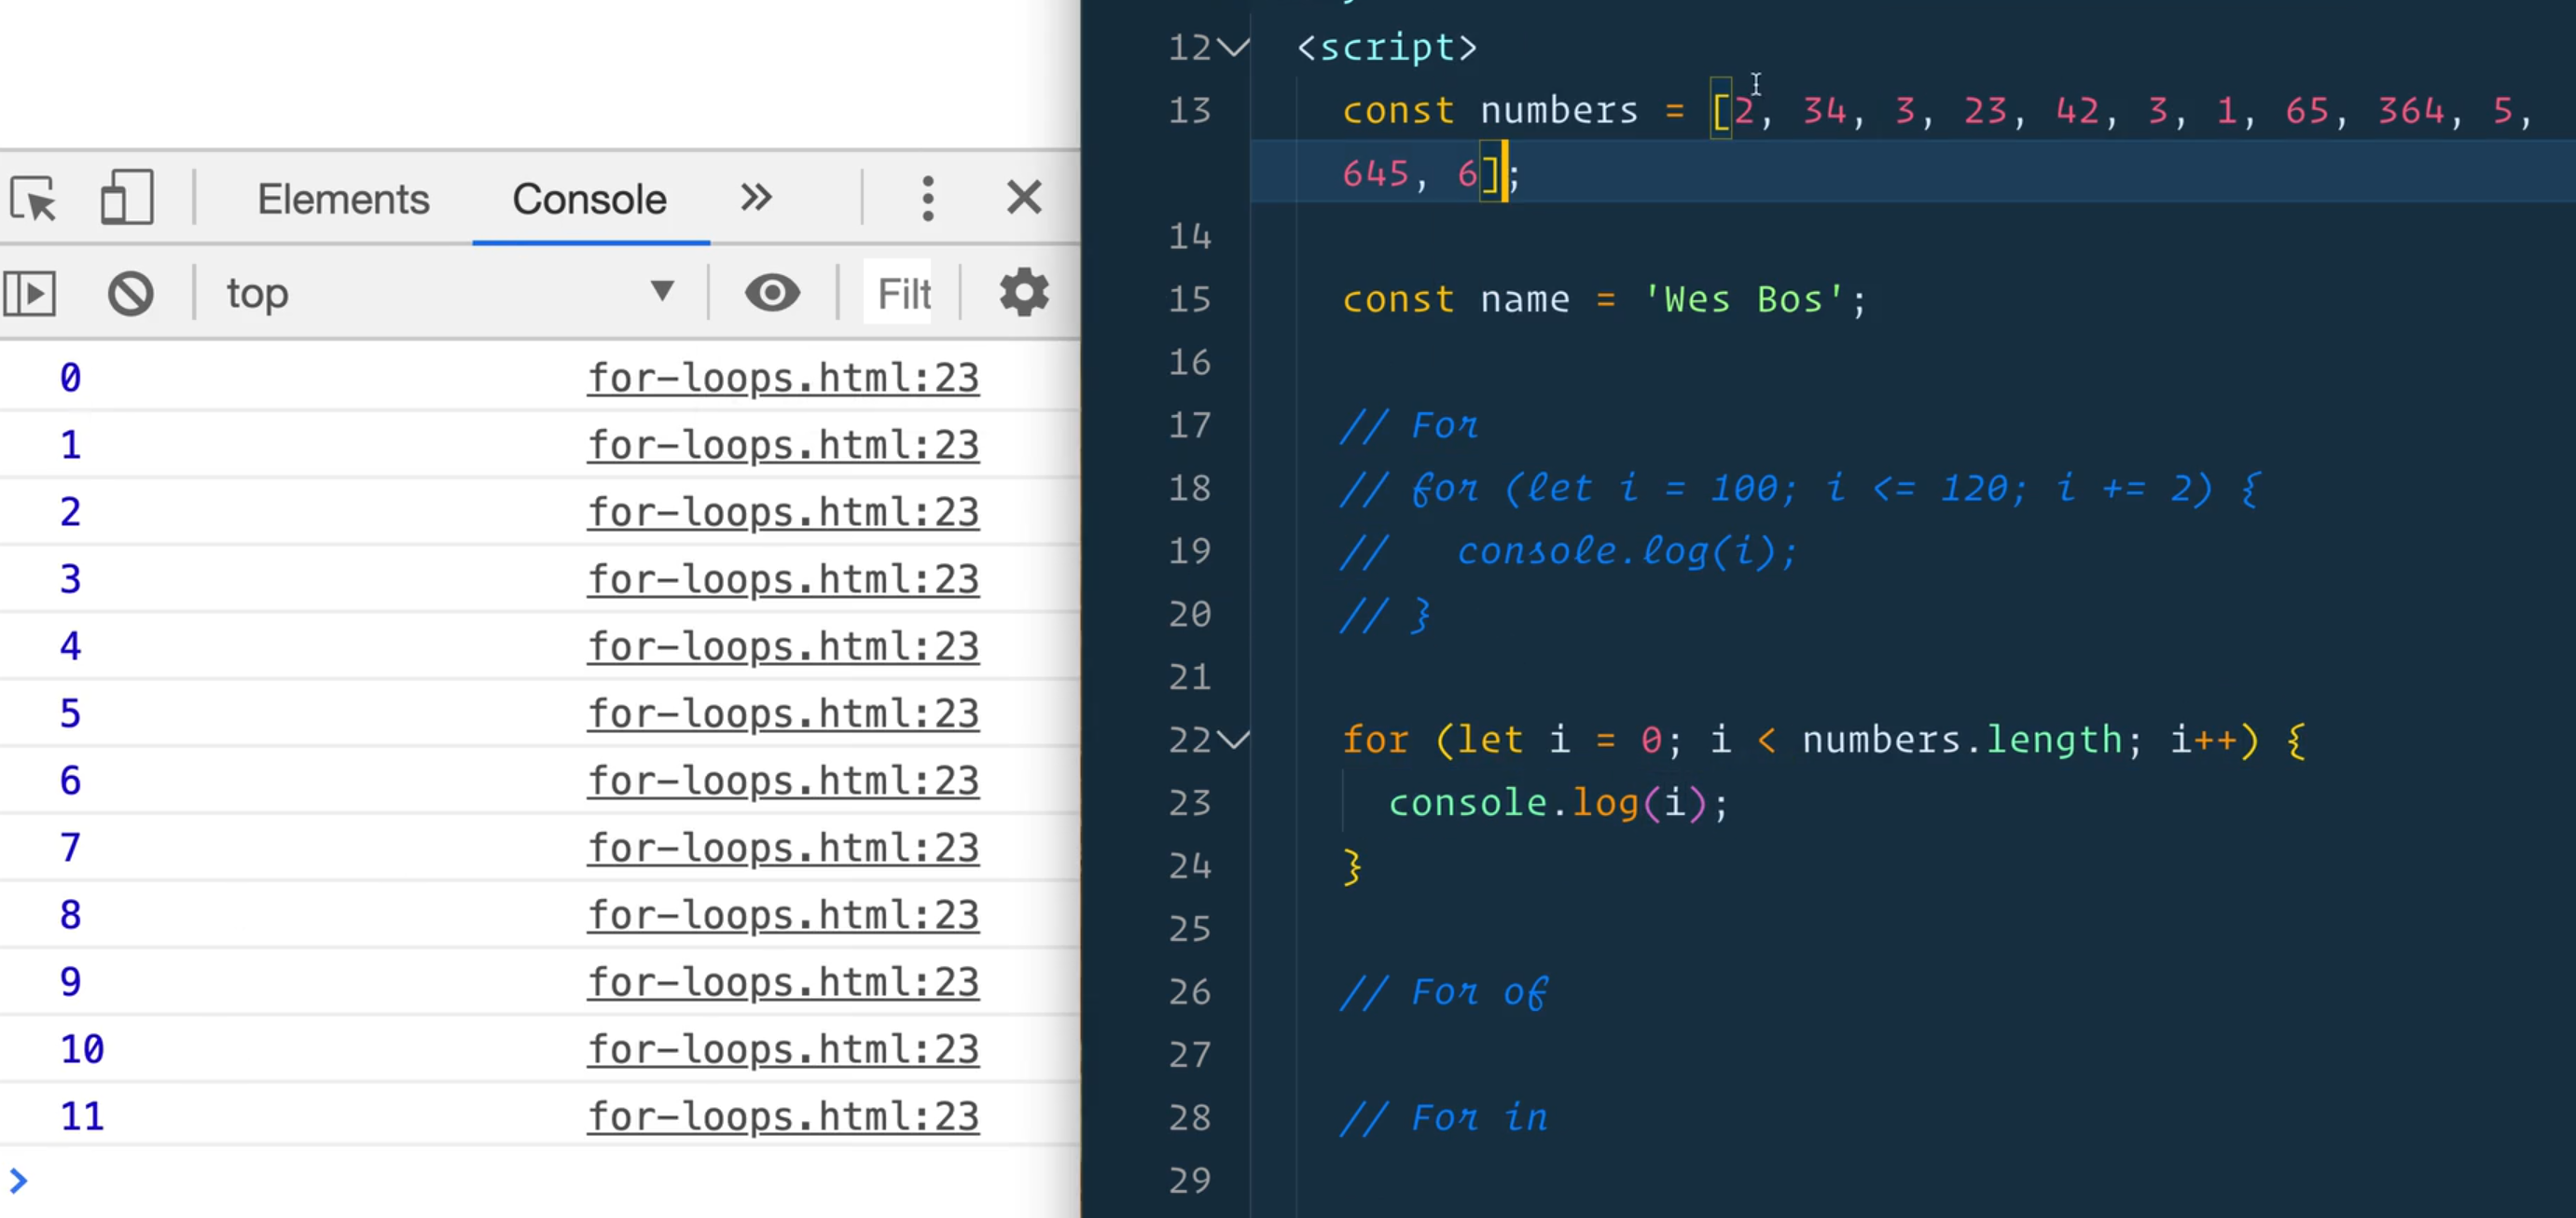 Elements Console
top Filt
0 for-loops.html:23
1 for-loops.html:23
2 for-loops.html:23
3 for-loops.html:23
4 for-loops.html:23
5 for-loops.html:23
6 for-loops.html:23
7 for-loops.html:23
8 for-loops.html:23
9 for-loops.html:23
10 for-loops.html:23
11 for-loops.html:23
12 <script>
13 const numbers = [2, 34, 3, 23, 42, 3, 1, 65, 364, 5,
645, 6];
14
15 const name = 'Wes Bos';
16
17 // For
18 // for (let i = 100; i <= 120; i += 2) {
19 //   console.log(i);
20 // }
21
22 for (let i = 0; i < numbers.length; i++) {
23   console.log(i);
24 }
25
26 // For of
27
28 // For in
29